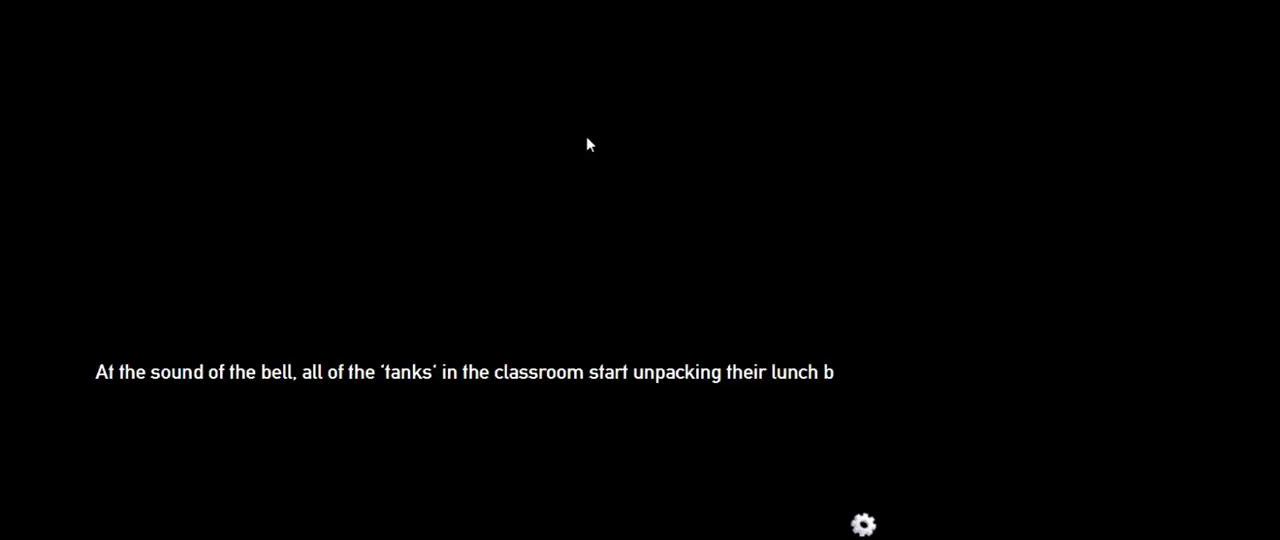 At the sound of the bell, all of the ‘tanks’ in the classroom start unpacking their lunch b